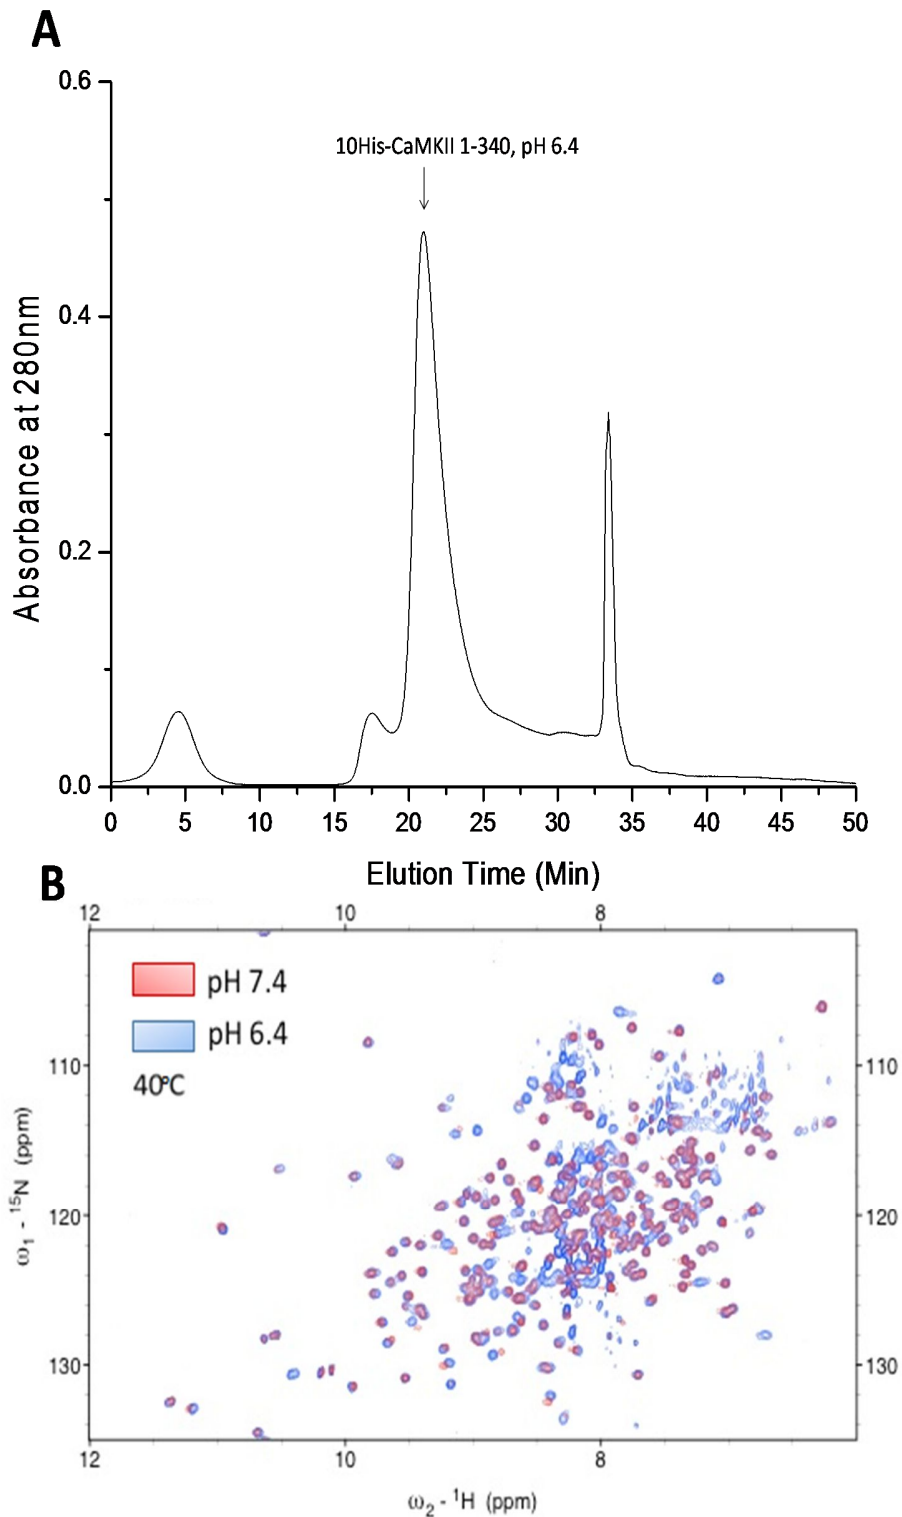 A
10His-CaMKII 1-340, pH 6.4
Absorbance at 280nm
0.6
0.4
0.2
0.0
0 5 10 15 20 25 30 35 40 45 50
Elution Time (Min)
B
12 10 8
pH 7.4
pH 6.4
40°C
110 110
120 120
130 130
ω1 - 15N (ppm)
12 10 8
ω2 - 1H (ppm)